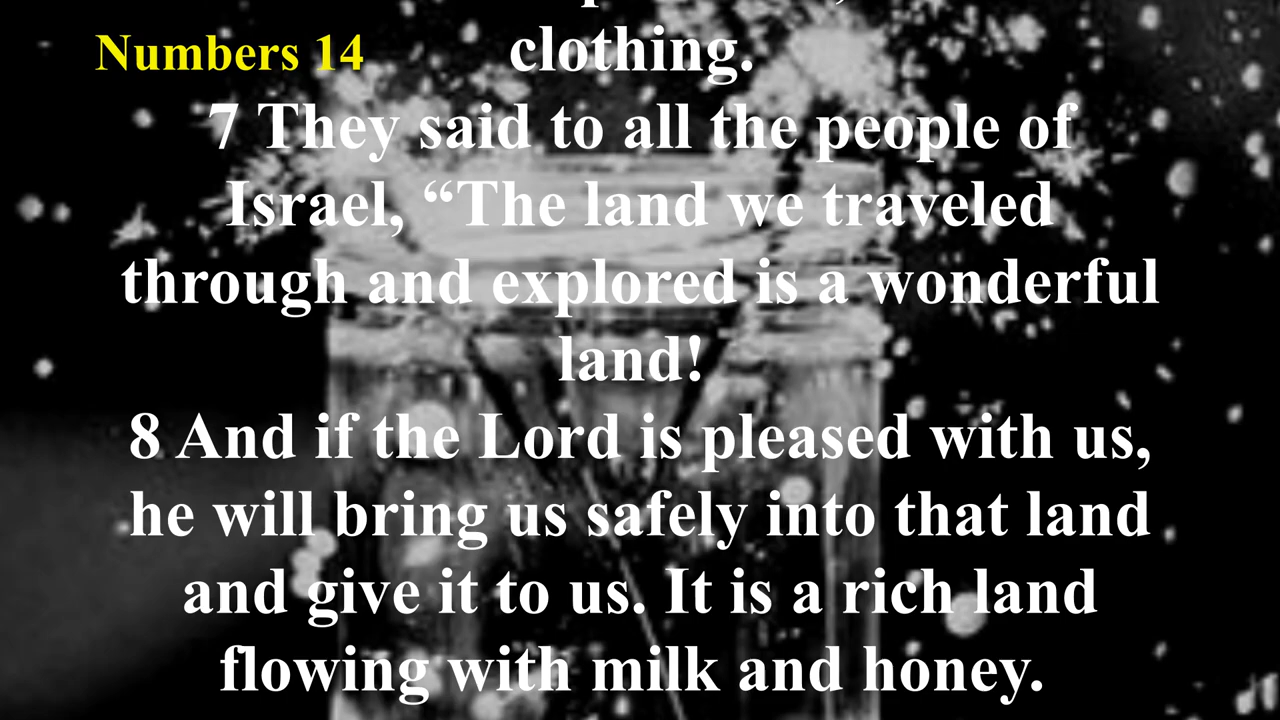 Numbers 14
clothing.
7 They said to all the people of
Israel, “The land we traveled
through and explored is a wonderful
land!
8 And if the Lord is pleased with us,
he will bring us safely into that land
and give it to us. It is a rich land
flowing with milk and honey.